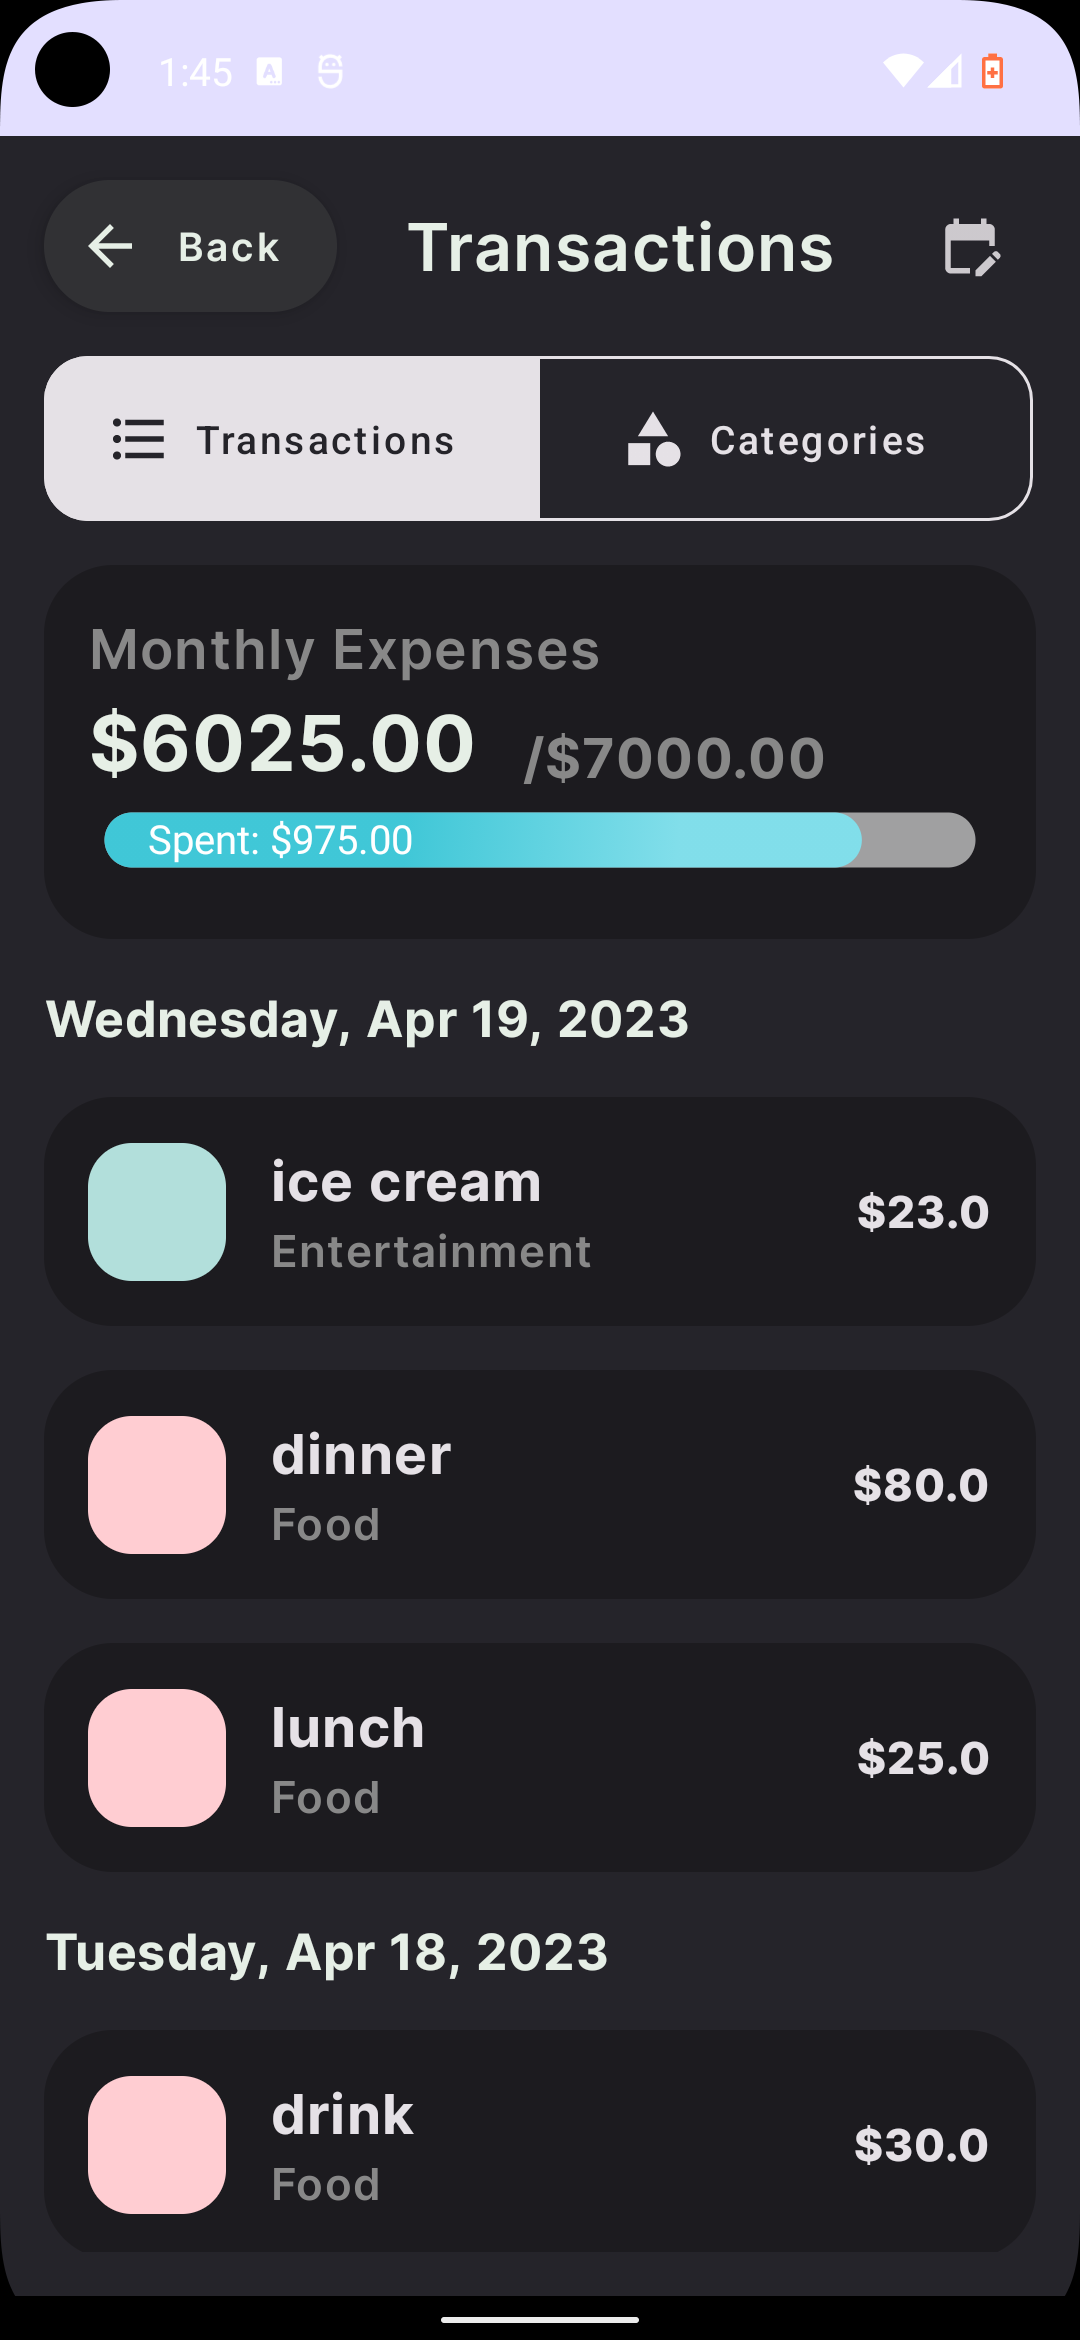 1:45
Back
Transactions
Transactions
Categories
Monthly Expenses
$6025.00 /$7000.00
Spent: $975.00
Wednesday, Apr 19, 2023
ice cream
Entertainment
$23.0
dinner
Food
$80.0
lunch
Food
$25.0
Tuesday, Apr 18, 2023
drink
Food
$30.0